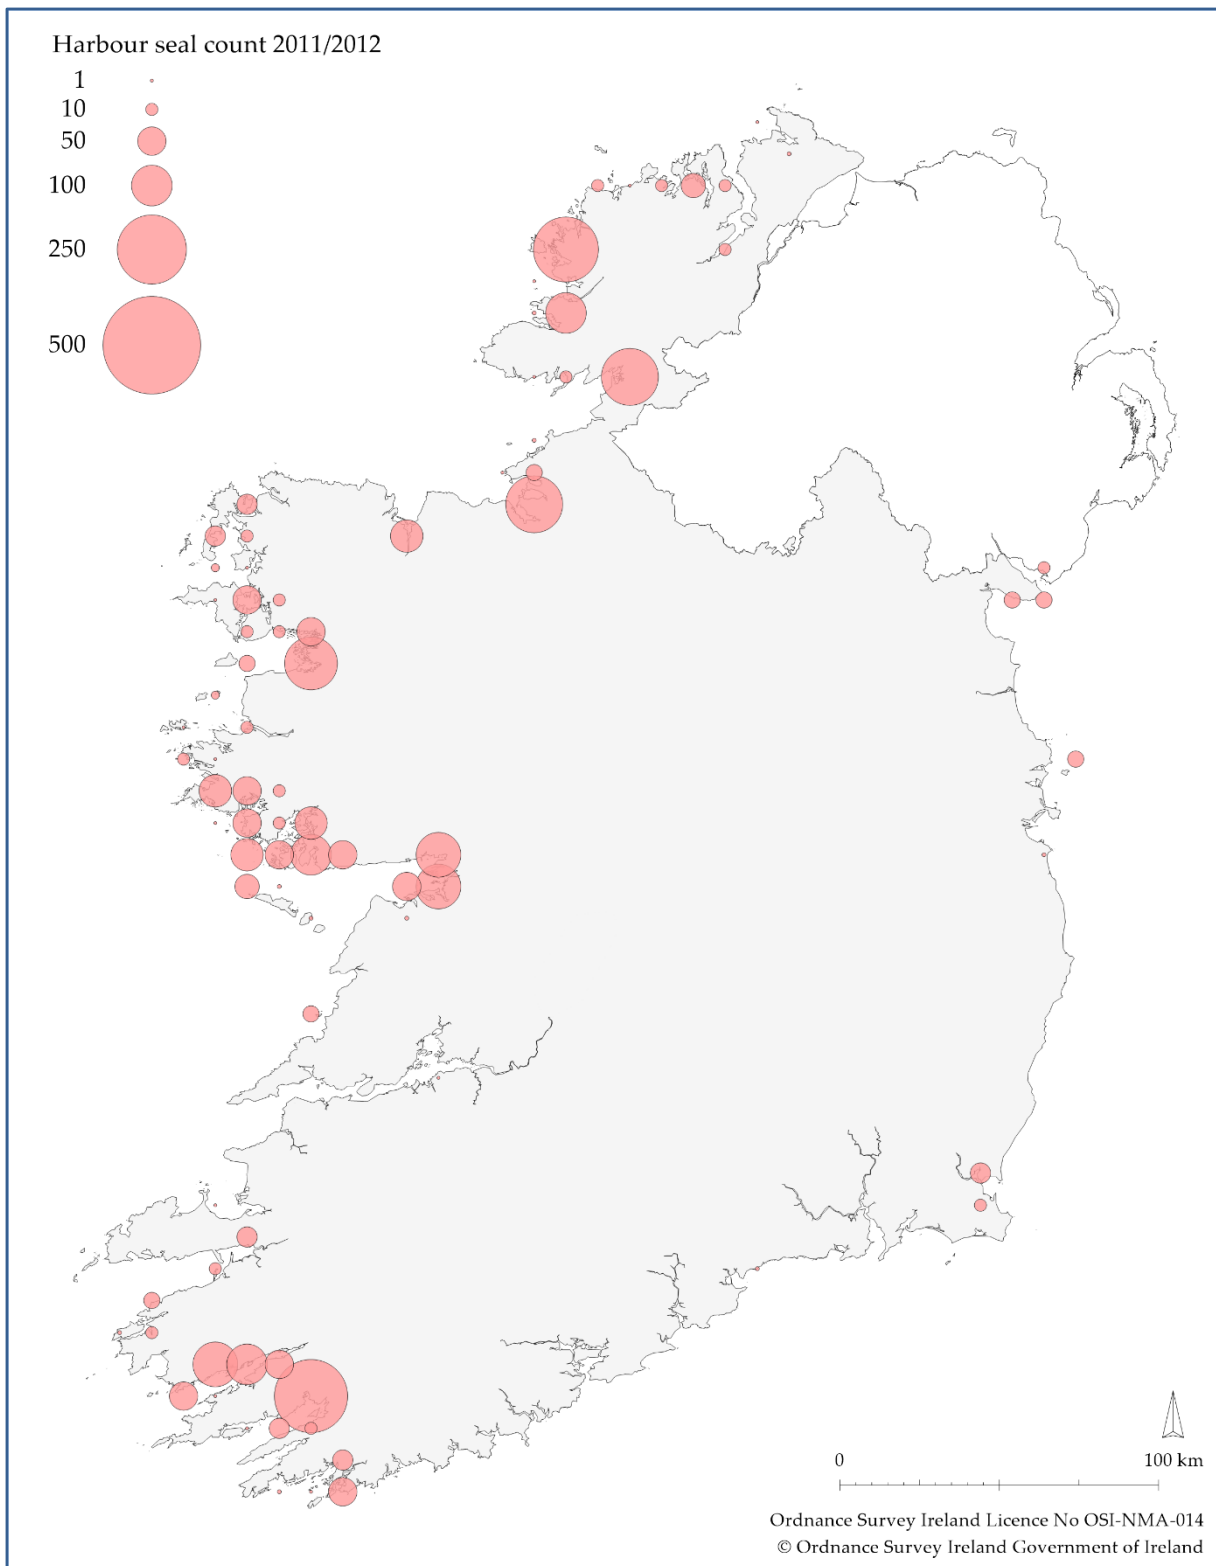 Harbour seal count 2011/2012
1
10
50
100
250
500
0 100 km
Ordnance Survey Ireland Licence No OSI-NMA-014
© Ordnance Survey Ireland Government of Ireland